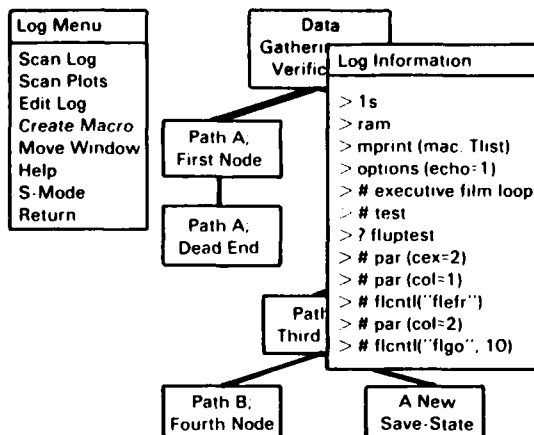 Log Menu
Scan Log
Scan Plots
Edit Log
Create Macro
Move Window
Help
S-Mode
Return
Data
Gatherin
Verific
Path A;
First Node
Path A;
Dead End
Log Information
> 1s
> ram
> mprint (mac. Tlist)
> options (echo=1)
> # executive film loop
> # test
> ? fluptest
> # par (cex=2)
> # par (col=1)
> # flcntl("flefr")
> # par (col=2)
> # flcntl("flgo", 10)
Path
Third
Path B;
Fourth Node
A New
Save-State